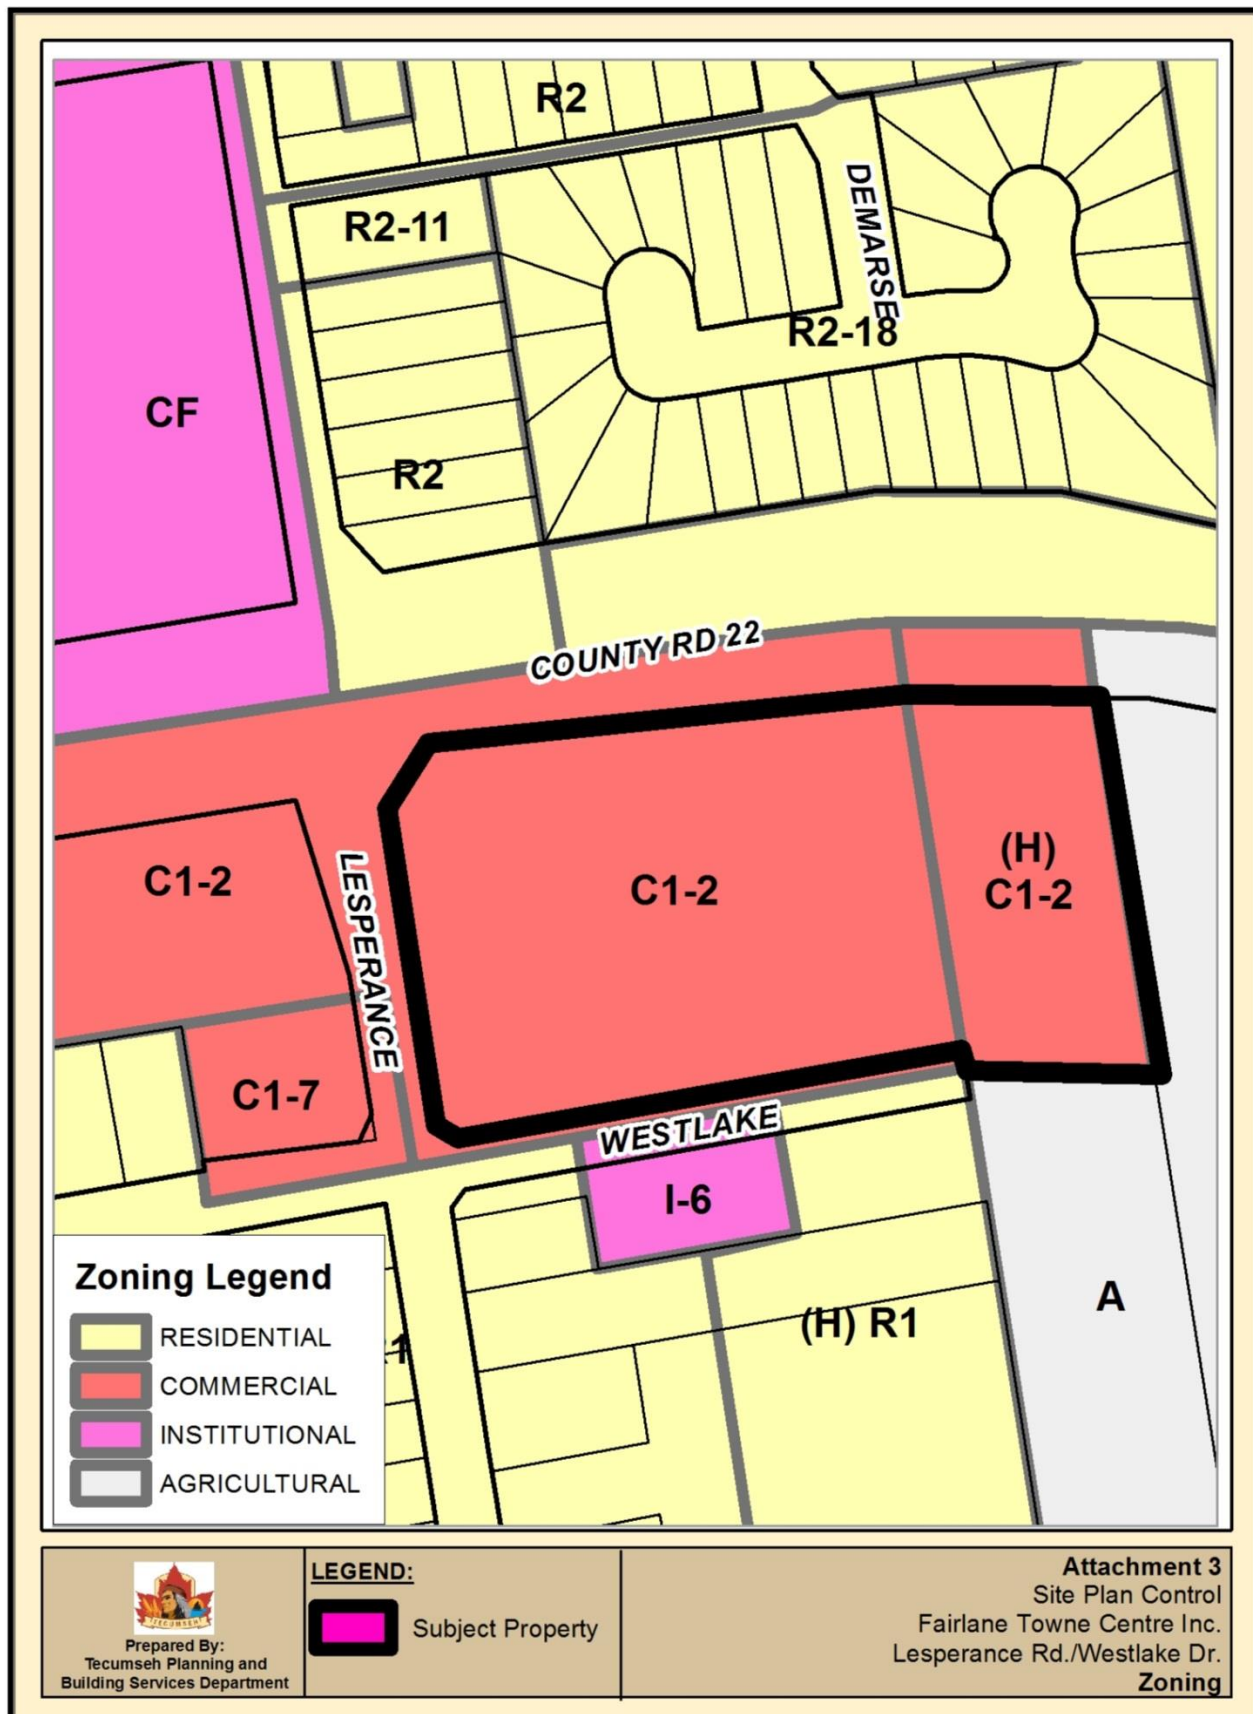 R2
DEMARSE
R2-11
R2-18
CF
R2
COUNTY RD 22
C1-2
LESPERANCE
C1-2
(H)
C1-2
C1-7
WESTLAKE
I-6
A
(H) R1
Zoning Legend
RESIDENTIAL
COMMERCIAL
INSTITUTIONAL
AGRICULTURAL
TECUMSEH
Prepared By:
Tecumseh Planning and
Building Services Department
LEGEND:
Subject Property
Attachment 3
Site Plan Control
Fairlane Towne Centre Inc.
Lesperance Rd./Westlake Dr.
Zoning